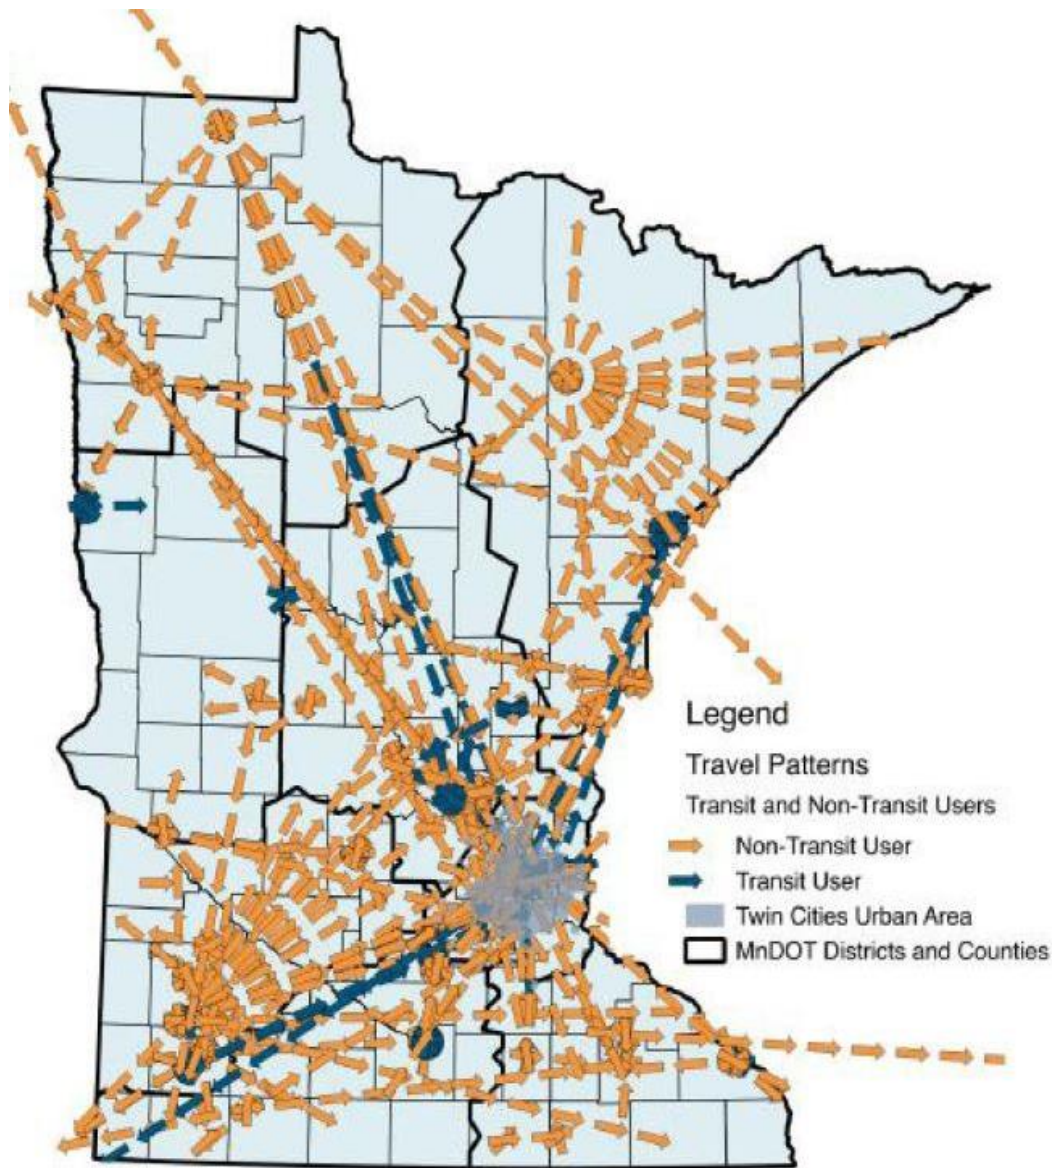 Legend
Travel Patterns
Transit and Non-Transit Users
Non-Transit User
Transit User
Twin Cities Urban Area
MnDOT Districts and Counties